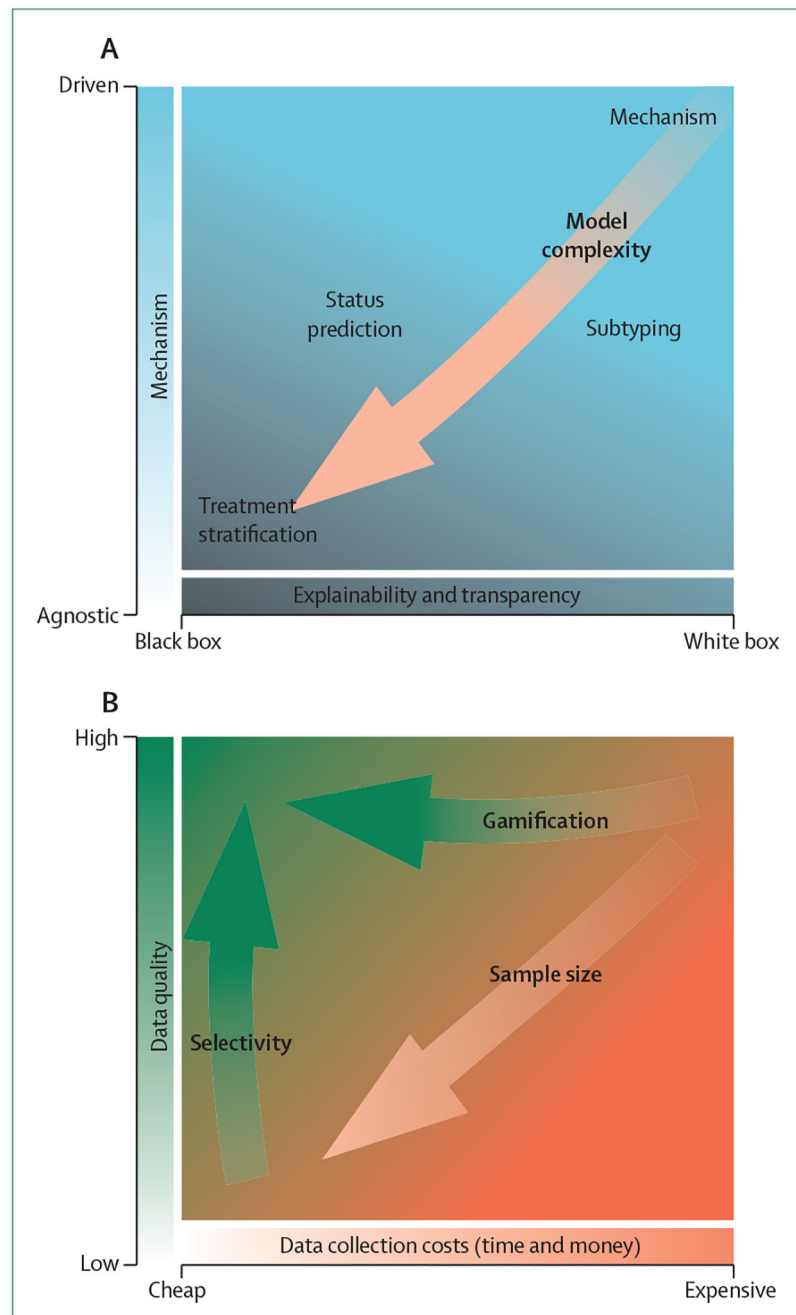 A
Driven
Mechanism
Model
complexity
Status
prediction
Subtyping
Mechanism
Treatment
stratification
Explainability and transparency
Agnostic
Black box
White box
B
High
Gamification
Sample size
Data quality
Selectivity
Data collection costs (time and money)
Low
Cheap
Expensive